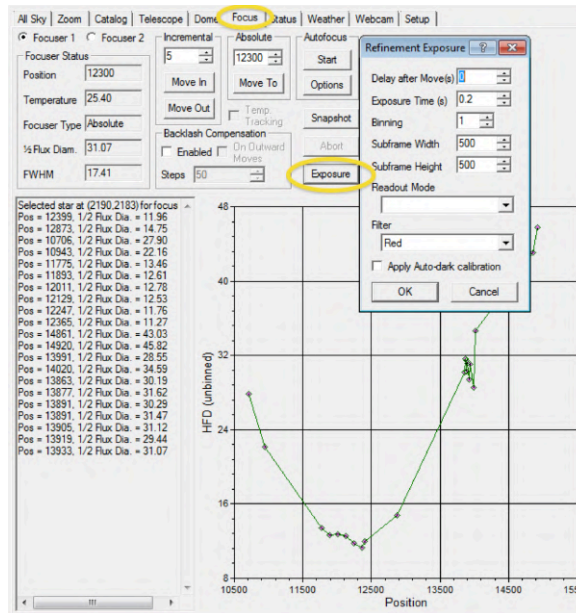 All Sky | Zoom | Catalog | Telescope | Dome | Focus | Status | Weather | Webcam | Setup
Focuser 1 Focuser 2
Focuser Status
Position 12300
Temperature 25.40
Focuser Type Absolute
½ Flux Diam. 31.07
FWHM 17.41
Incremental
5
Move In
Move Out
Absolute
12300
Move To
Temp.
Tracking
Backlash Compensation
Enabled On Outward
Moves
Steps 50
Autofocus
Start
Options
Snapshot
Abort
Exposure
Refinement Exposure ?
Delay after Move(s) 0
Exposure Time (s) 0.2
Binning 1
Subframe Width 500
Subframe Height 500
Readout Mode
Filter
Red
Apply Auto-dark calibration
OK Cancel
Selected star at (2190,2183) for focus
Pos = 12399, 1/2 Flux Dia. = 11.96
Pos = 12873, 1/2 Flux Dia. = 14.75
Pos = 10706, 1/2 Flux Dia. = 27.90
Pos = 10943, 1/2 Flux Dia. = 22.16
Pos = 11775, 1/2 Flux Dia. = 13.46
Pos = 11893, 1/2 Flux Dia. = 12.61
Pos = 12011, 1/2 Flux Dia. = 12.78
Pos = 12129, 1/2 Flux Dia. = 12.53
Pos = 12247, 1/2 Flux Dia. = 11.76
Pos = 12365, 1/2 Flux Dia. = 11.27
Pos = 14861, 1/2 Flux Dia. = 43.03
Pos = 14920, 1/2 Flux Dia. = 45.82
Pos = 13991, 1/2 Flux Dia. = 28.55
Pos = 14020, 1/2 Flux Dia. = 34.59
Pos = 13863, 1/2 Flux Dia. = 30.19
Pos = 13877, 1/2 Flux Dia. = 31.62
Pos = 13891, 1/2 Flux Dia. = 30.29
Pos = 13891, 1/2 Flux Dia. = 31.47
Pos = 13905, 1/2 Flux Dia. = 31.12
Pos = 13919, 1/2 Flux Dia. = 29.44
Pos = 13933, 1/2 Flux Dia. = 31.07
48
40
32
24
16
8
HFD (unbinned)
10500 11500 12500 13500 14500 155
Position